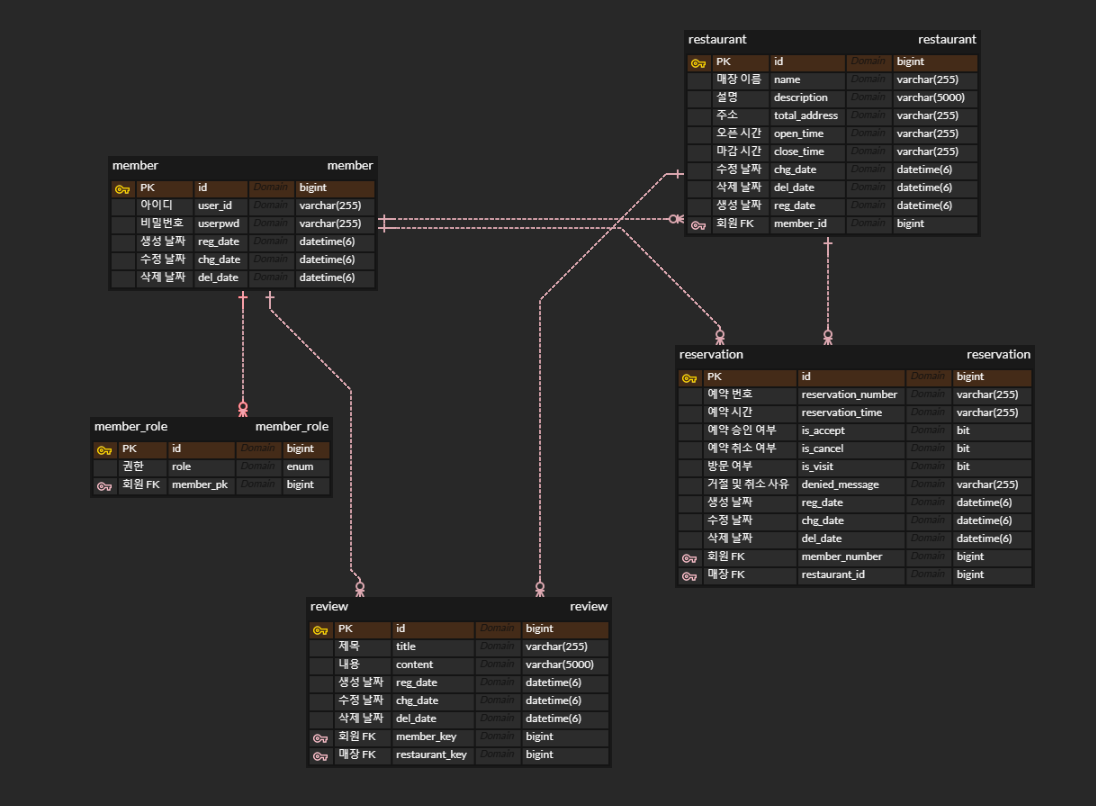 restaurant restaurant
PK id Domain bigint
매장 이름 name Domain varchar(255)
설명 description Domain varchar(5000)
주소 total_address Domain varchar(255)
오픈 시간 open_time Domain varchar(255)
마감 시간 close_time Domain varchar(255)
수정 날짜 chg_date Domain datetime(6)
삭제 날짜 del_date Domain datetime(6)
생성 날짜 reg_date Domain datetime(6)
회원 FK member_id Domain bigint
member member
PK id Domain bigint
아이디 user_id Domain varchar(255)
비밀번호 userpwd Domain varchar(255)
생성 날짜 reg_date Domain datetime(6)
수정 날짜 chg_date Domain datetime(6)
삭제 날짜 del_date Domain datetime(6)
reservation reservation
PK id Domain bigint
예약 번호 reservation_number Domain varchar(255)
예약 시간 reservation_time Domain varchar(255)
예약 승인 여부 is_accept Domain bit
예약 취소 여부 is_cancel Domain bit
방문 여부 is_visit Domain bit
거절 및 취소 사유 denied_message Domain varchar(255)
생성 날짜 reg_date Domain datetime(6)
수정 날짜 chg_date Domain datetime(6)
삭제 날짜 del_date Domain datetime(6)
회원 FK member_number Domain bigint
매장 FK restaurant_id Domain bigint
member_role member_role
PK id Domain bigint
권한 role Domain enum
회원 FK member_pk Domain bigint
review review
PK id Domain bigint
제목 title Domain varchar(255)
내용 content Domain varchar(5000)
생성 날짜 reg_date Domain datetime(6)
수정 날짜 chg_date Domain datetime(6)
삭제 날짜 del_date Domain datetime(6)
회원 FK member_key Domain bigint
매장 FK restaurant_key Domain bigint